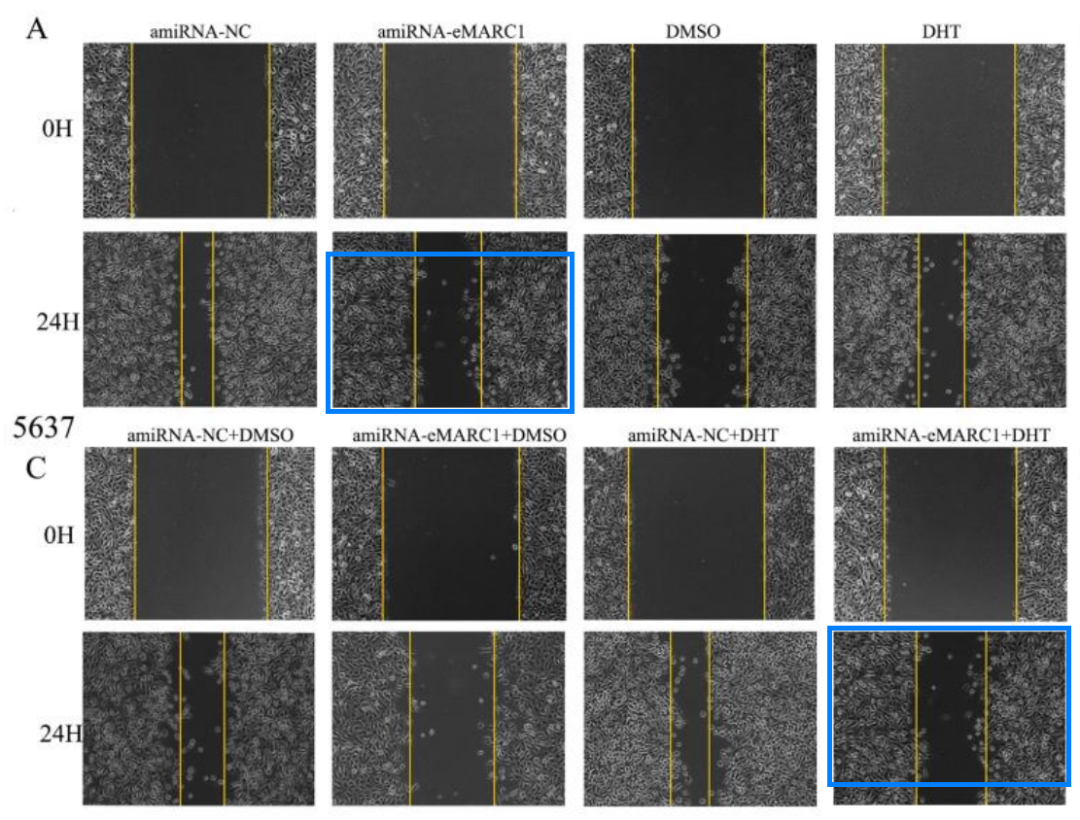 A
amiRNA-NC amiRNA-eMARC1 DMSO DHT
0H
24H
5637
amiRNA-NC+DMSO amiRNA-eMARC1+DMSO amiRNA-NC+DHT amiRNA-eMARC1+DHT
C
0H
24H